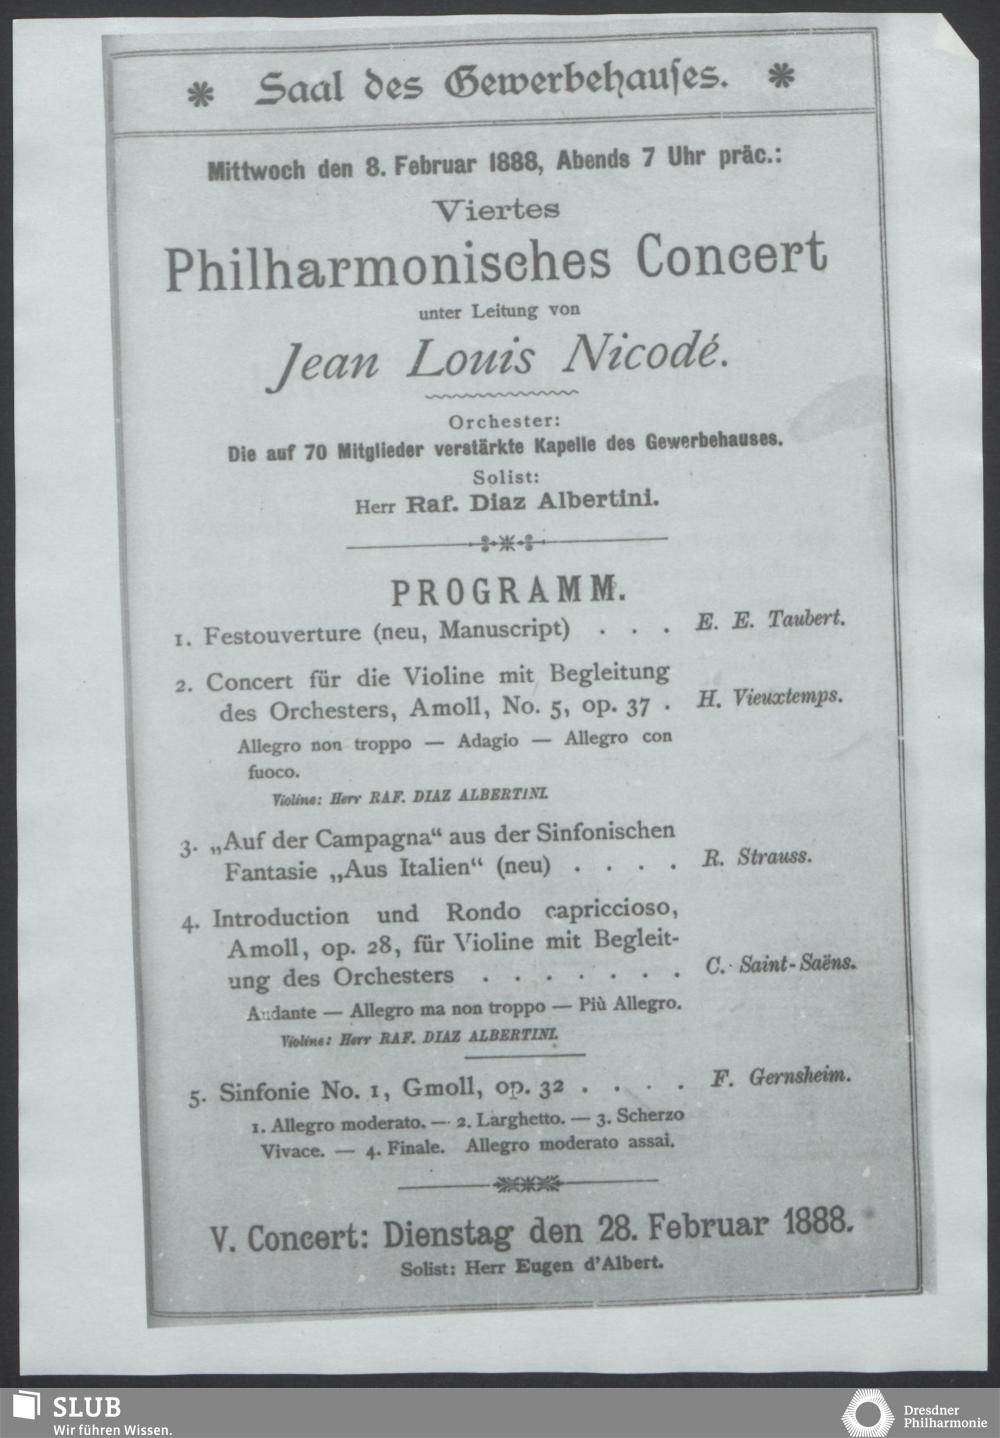 Saal des Gewerbehauſes.
Mittwoch den 8. Februar 1888, Abends 7 Uhr präc.:
Viertes
Philharmonisches Concert
unter Leitung von
Jean Louis Nicodé.
Orchester:
Die auf 70 Mitglieder verstärkte Kapelle des Gewerbehauses.
Solist:
Herr Raf. Diaz Albertini.
PROGRAMM.
1. Festouverture (neu, Manuscript) . . . E. E. Taubert.
2. Concert für die Violine mit Begleitung
des Orchesters, Amoll, No. 5, op. 37 . H. Vieuxtemps.
Allegro non troppo — Adagio — Allegro con
fuoco.
Violine: Herr RAF. DIAZ ALBERTINI.
3. „Auf der Campagna“ aus der Sinfonischen
Fantasie „Aus Italien“ (neu) . . . . R. Strauss.
4. Introduction und Rondo capriccioso,
Amoll, op. 28, für Violine mit Begleit-
ung des Orchesters . . . . . . . C. Saint-Saëns.
Andante — Allegro ma non troppo — Più Allegro.
Violine: Herr RAF. DIAZ ALBERTINI.
5. Sinfonie No. 1, Gmoll, op. 32 . . . . F. Gernsheim.
1. Allegro moderato. — 2. Larghetto. — 3. Scherzo
Vivace. — 4. Finale. Allegro moderato assai.
V. Concert: Dienstag den 28. Februar 1888.
Solist: Herr Eugen d'Albert.
SLUB
Wir führen Wissen.
Dresdner
Philharmonie